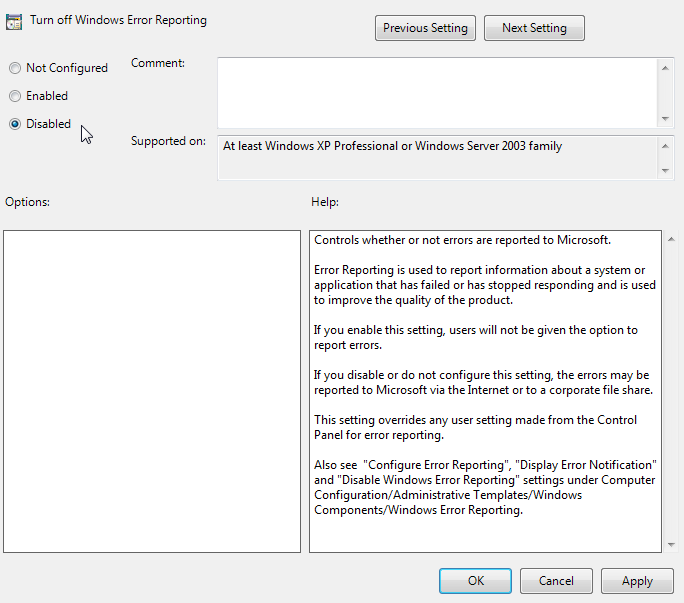 Turn off Windows Error Reporting
Previous Setting
Next Setting
Not Configured
Comment:
Enabled
Disabled
Supported on:
At least Windows XP Professional or Windows Server 2003 family
Options:
Help:
Controls whether or not errors are reported to Microsoft.
Error Reporting is used to report information about a system or
application that has failed or has stopped responding and is used
to improve the quality of the product.
If you enable this setting, users will not be given the option to
report errors.
If you disable or do not configure this setting, the errors may be
reported to Microsoft via the Internet or to a corporate file share.
This setting overrides any user setting made from the Control
Panel for error reporting.
Also see  "Configure Error Reporting", "Display Error Notification"
and "Disable Windows Error Reporting" settings under Computer
Configuration/Administrative Templates/Windows
Components/Windows Error Reporting.
OK
Cancel
Apply